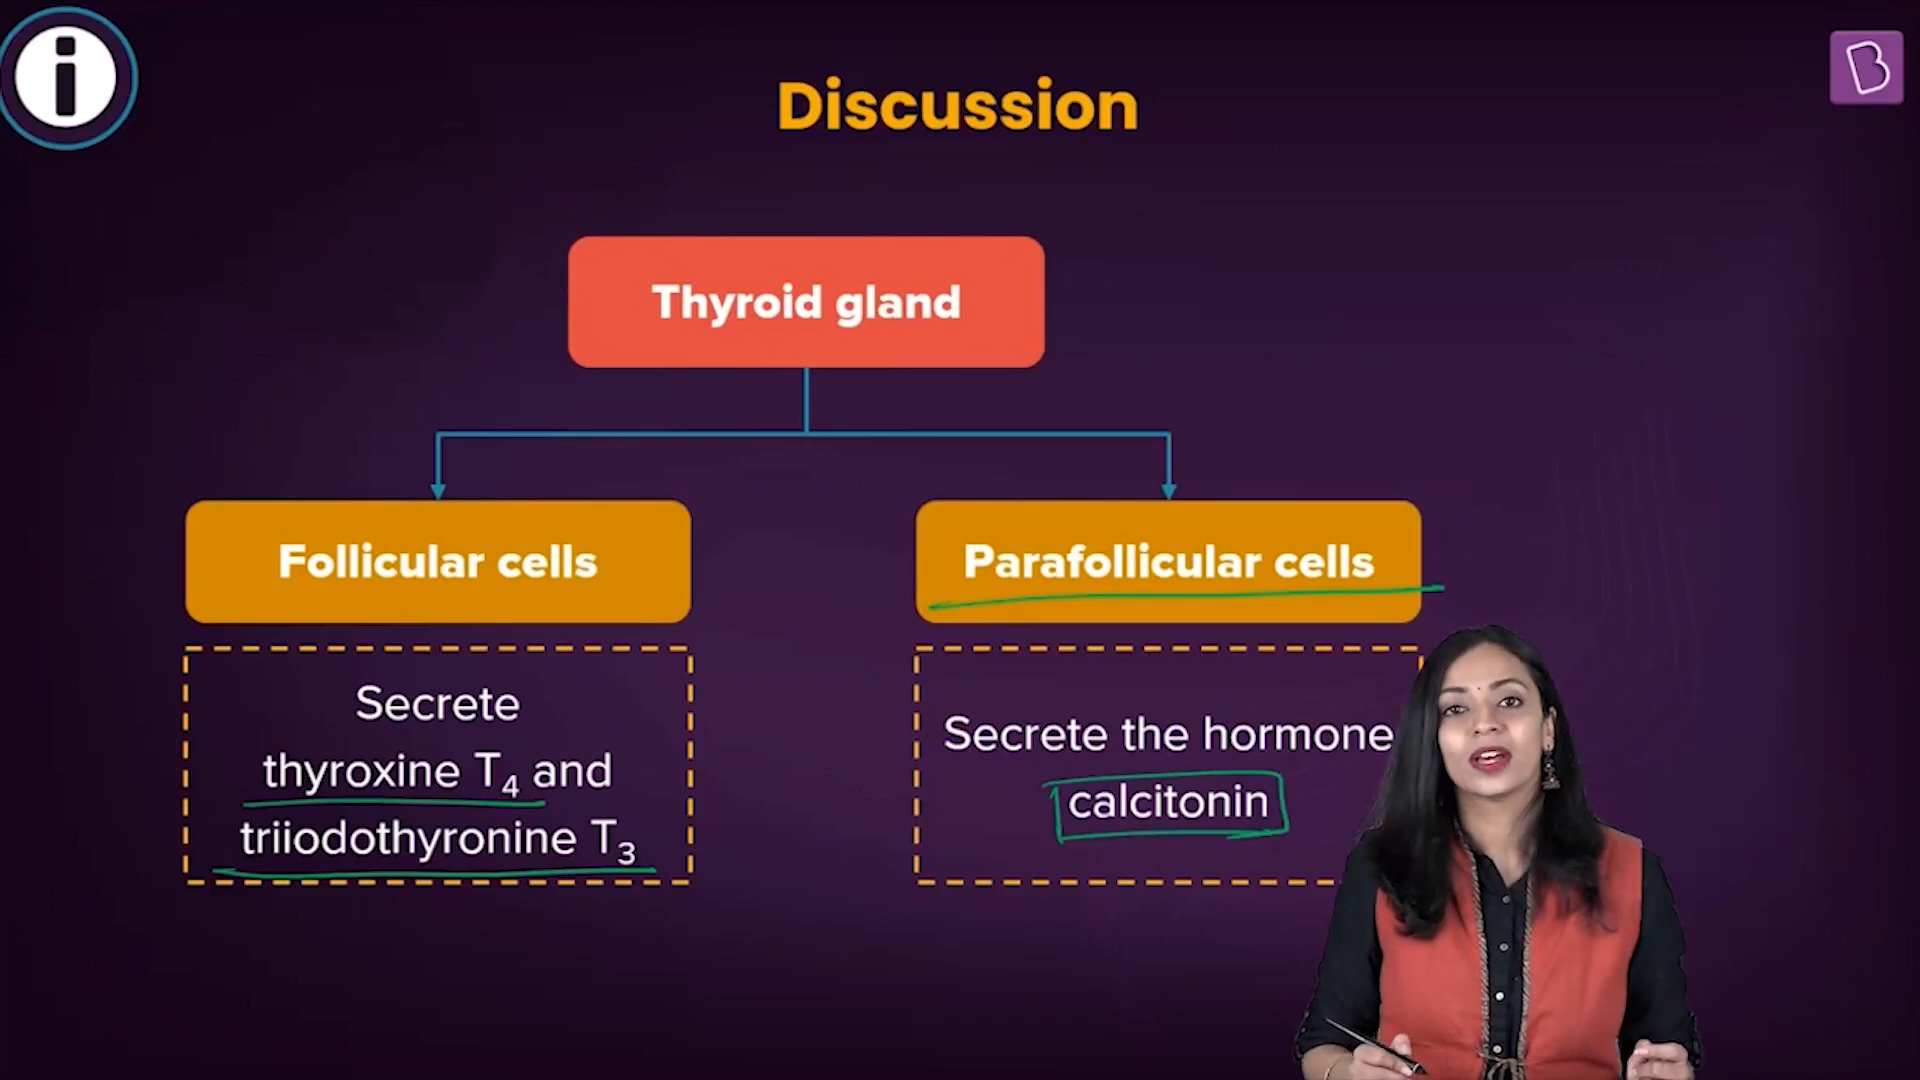 Discussion
Thyroid gland
Follicular cells
Parafollicular cells
Secrete
thyroxine T₄ and
triiodothyronine T₃
Secrete the hormone
calcitonin